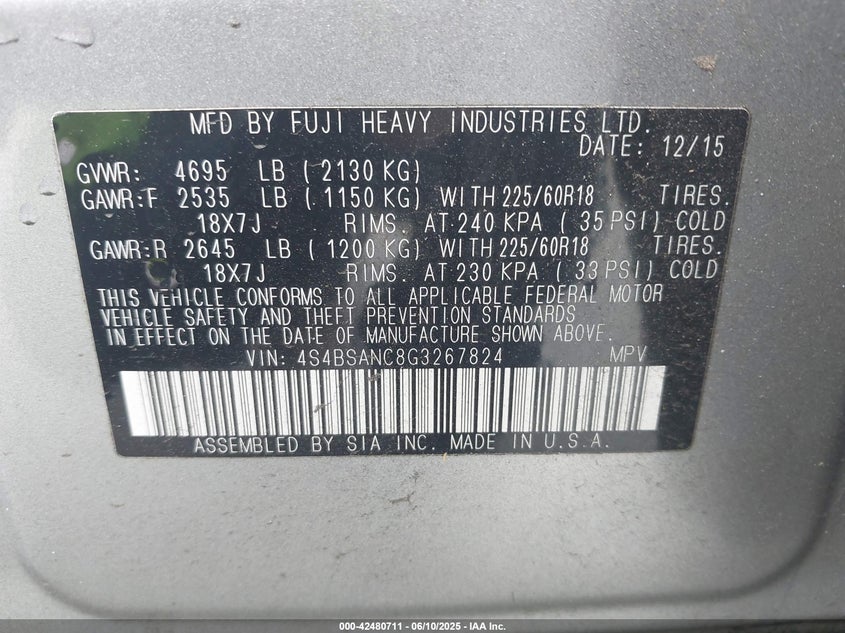 MFD BY FUJI HEAVY INDUSTRIES LTD.
DATE: 12/15
GVWR: 4695 LB ( 2130 KG)
GAWR:F 2535 LB ( 1150 KG) WITH 225/60R18 TIRES.
18X7J RIMS. AT 240 KPA ( 35 PSI) COLD
GAWR:R 2645 LB ( 1200 KG) WITH 225/60R18 TIRES.
18X7J RIMS. AT 230 KPA ( 33 PSI) COLD
THIS VEHICLE CONFORMS TO ALL APPLICABLE FEDERAL MOTOR
VEHICLE SAFETY AND THEFT PREVENTION STANDARDS
IN EFFECT ON THE DATE OF MANUFACTURE SHOWN ABOVE.
VIN: 4S4BSANC8G3267824 MPV
ASSEMBLED BY SIA INC. MADE IN U.S.A.
000-42480711 - 06/10/2025 - IAA Inc.